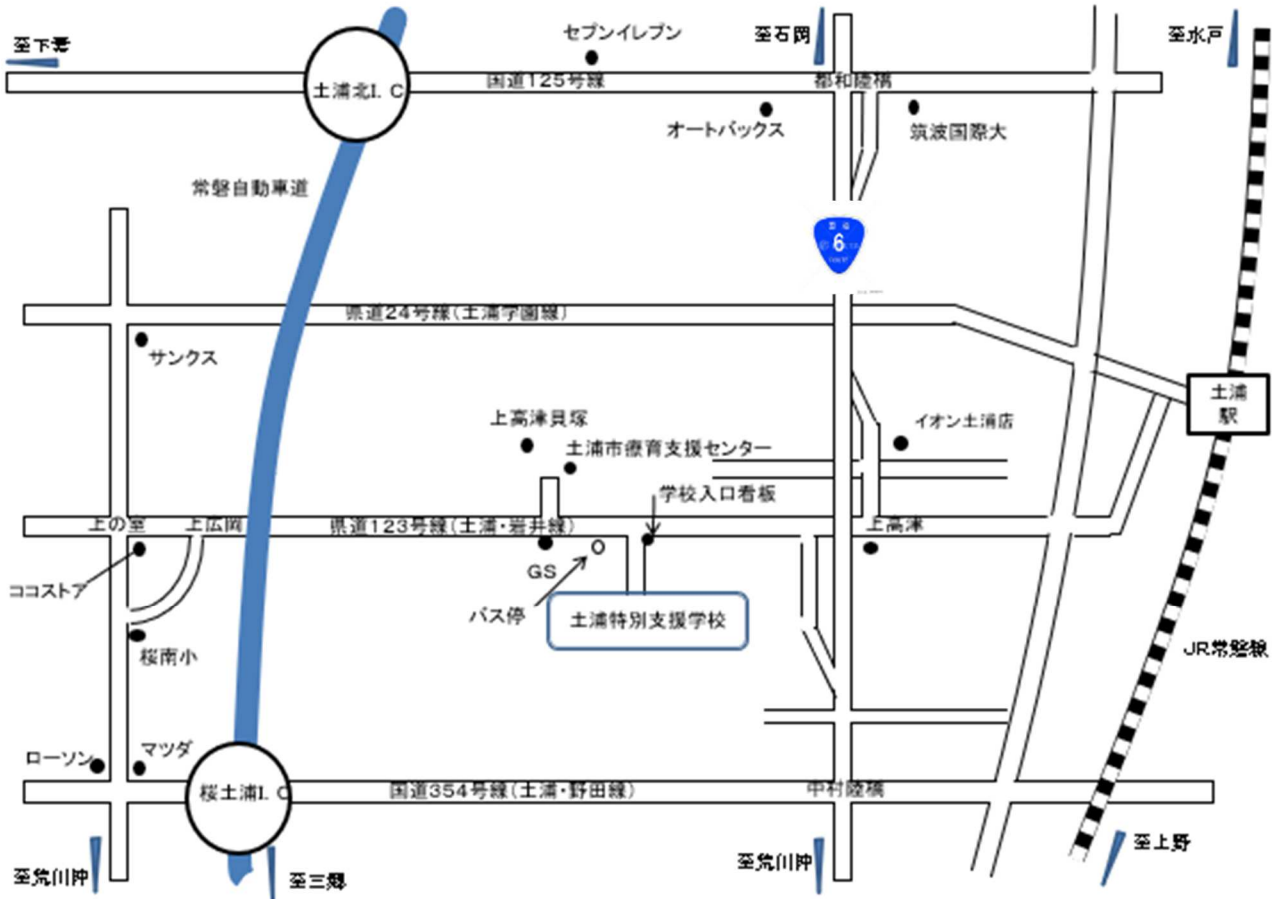 至下妻
セブンイレブン
至石岡
至水戸
土浦北I.C
国道125号線
都和陸橋
オートバックス
筑波国際大
常磐自動車道
6
県道24号線(土浦学園線)
サンクス
土浦
駅
上高津貝塚
イオン土浦店
土浦市療育支援センター
学校入口看板
上の室
上広岡
県道123号線(土浦・岩井線)
上高津
GS
ココストア
バス停
土浦特別支援学校
桜南小
JR常磐線
ローソン
マツダ
桜土浦I.C
国道354号線(土浦・野田線)
中村陸橋
至荒川沖
至三郷
至荒川沖
至上野